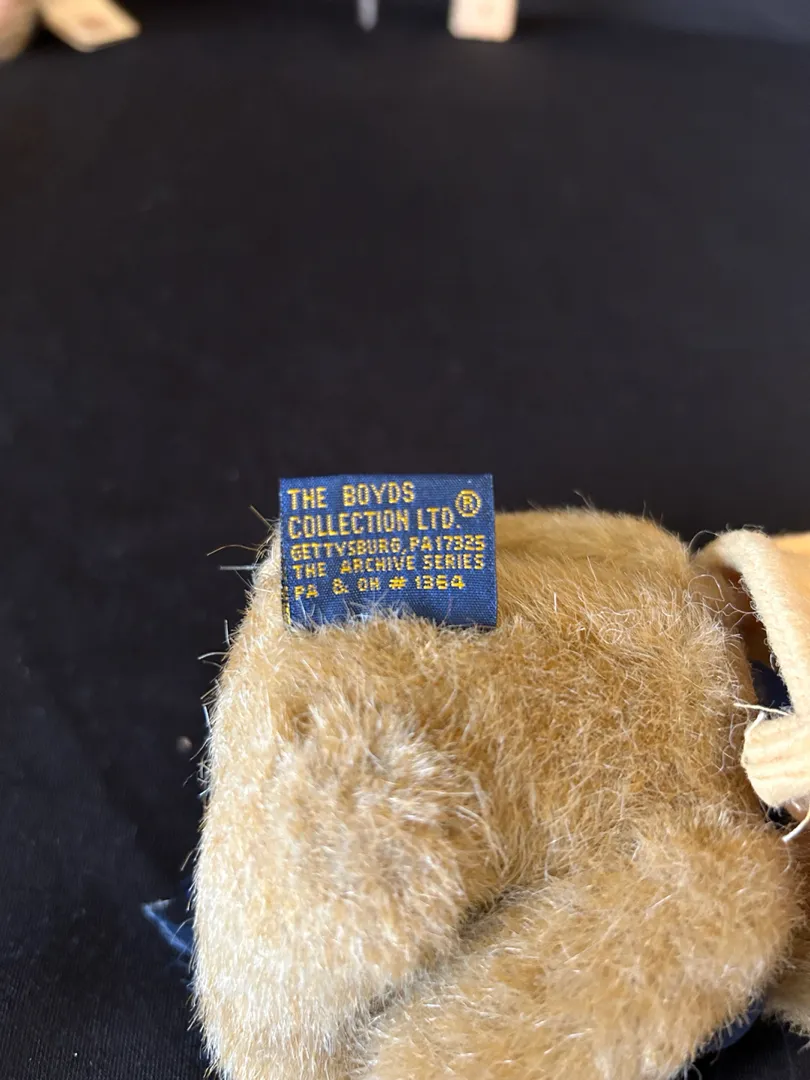 THE BOYDS
COLLECTION LTD.®
GETTYSBURG, PA 17325
THE ARCHIVE SERIES
PA & OH # 1364